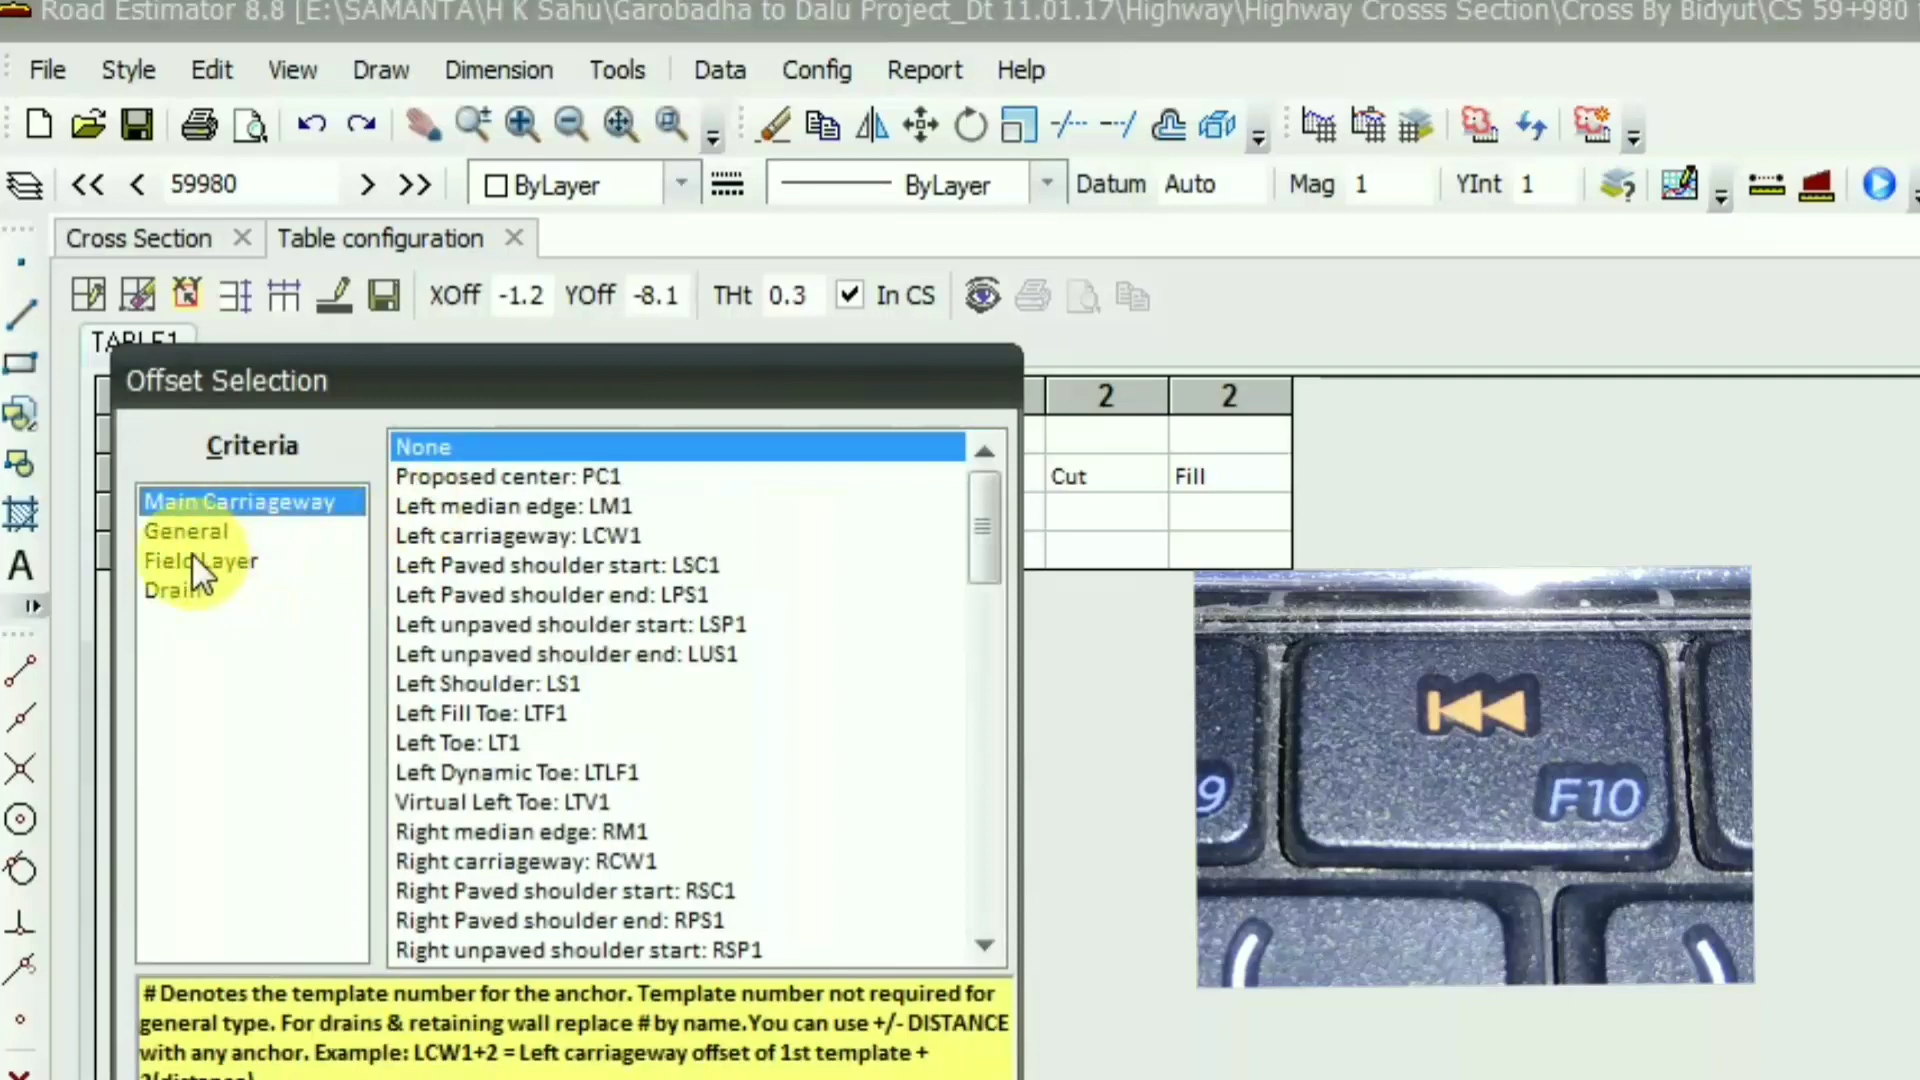 Road Estimator 8.8 [E:\SAMANTA\H K Sahu\Garobadha to Dalu Project_Dt 11.01.17\Highway\Highway Crosss Section\Cross By Bidyut\CS 59+980
File Style Edit View Draw Dimension Tools Data Config Report Help
<< < 59980 > >> ByLayer ByLayer Datum Auto Mag 1 YInt 1
Cross Section Table configuration
XOff -1.2 YOff -8.1 THt 0.3 In CS
TABLE1
Offset Selection
2 2
Cut Fill
Criteria
Main Carriageway
General
Field Layer
Drain
None
Proposed center: PC1
Left median edge: LM1
Left carriageway: LCW1
Left Paved shoulder start: LSC1
Left Paved shoulder end: LPS1
Left unpaved shoulder start: LSP1
Left unpaved shoulder end: LUS1
Left Shoulder: LS1
Left Fill Toe: LTF1
Left Toe: LT1
Left Dynamic Toe: LTLF1
Virtual Left Toe: LTV1
Right median edge: RM1
Right carriageway: RCW1
Right Paved shoulder start: RSC1
Right Paved shoulder end: RPS1
Right unpaved shoulder start: RSP1
# Denotes the template number for the anchor. Template number not required for
general type. For drains & retaining wall replace # by name.You can use +/- DISTANCE
with any anchor. Example: LCW1+2 = Left carriageway offset of 1st template +
2(distance)
9 F10
( )